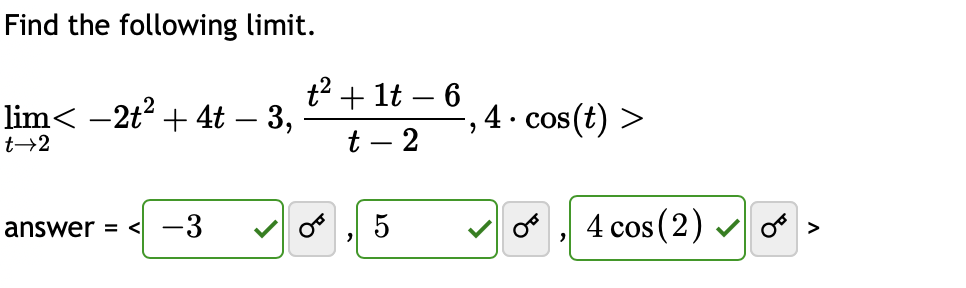 Find the following limit.
lim t→2 < −2t² + 4t − 3, (t² + 1t − 6)/(t − 2), 4 · cos(t) >
answer = < −3 , 5 , 4 cos(2) >